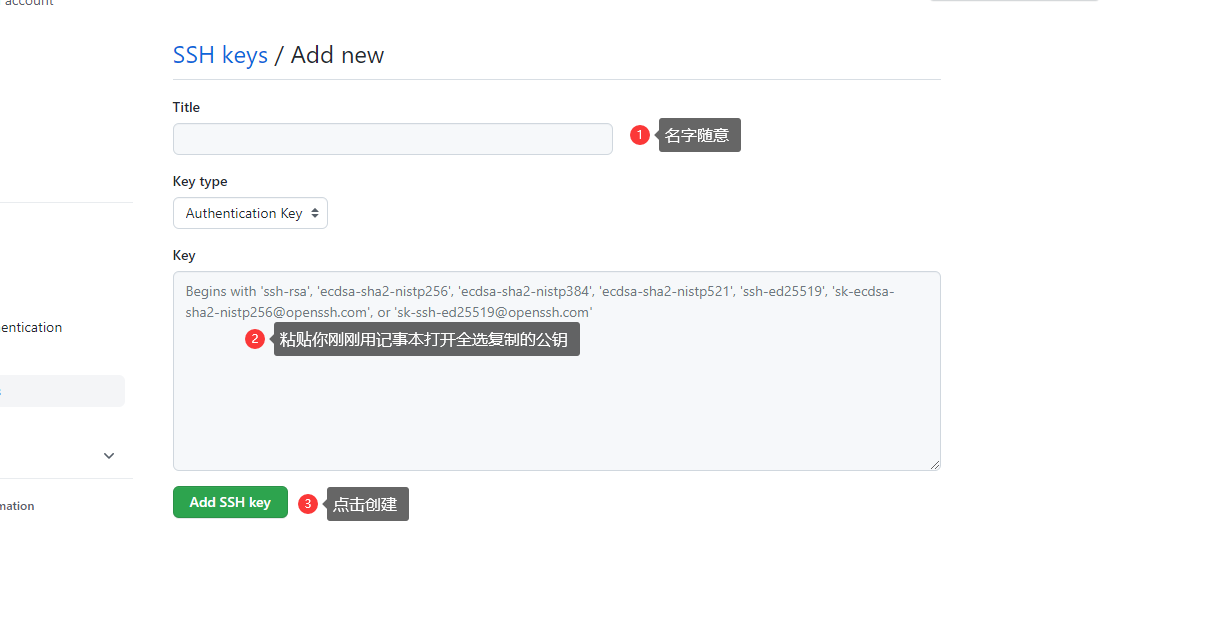 account
SSH keys / Add new
Title
1 名字随意
Key type
Authentication Key
Key
Begins with 'ssh-rsa', 'ecdsa-sha2-nistp256', 'ecdsa-sha2-nistp384', 'ecdsa-sha2-nistp521', 'ssh-ed25519', 'sk-ecdsa-
sha2-nistp256@openssh.com', or 'sk-ssh-ed25519@openssh.com'
entication
2 粘贴你刚刚用记事本打开全选复制的公钥
Add SSH key
3 点击创建
mation